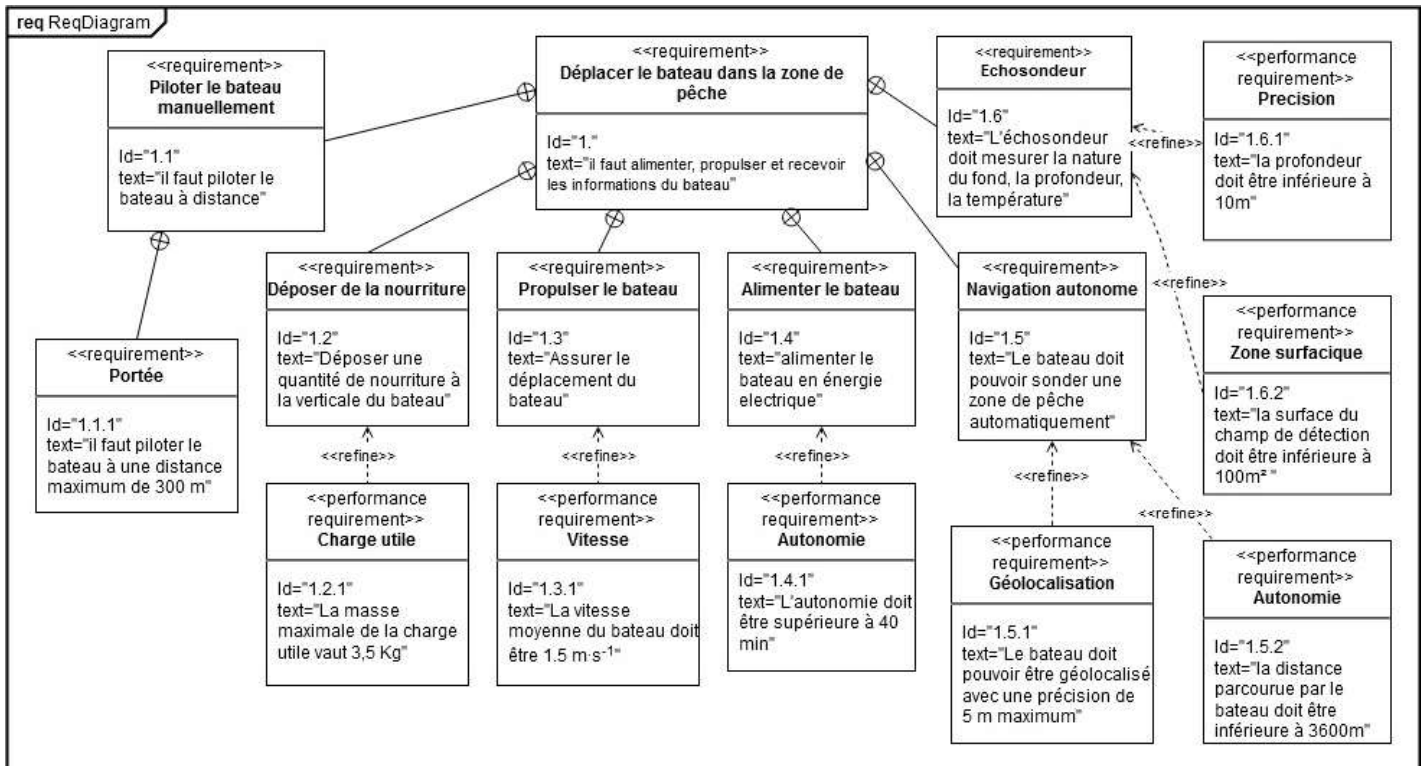 req ReqDiagram
<<requirement>>
Piloter le bateau
manuellement
Id="1.1"
text="il faut piloter le
bateau à distance"
<<requirement>>
Déplacer le bateau dans la zone de
pêche
Id="1."
text="il faut alimenter, propulser et recevoir
les informations du bateau"
<<requirement>>
Echosondeur
Id="1.6"
text="L'échosondeur
doit mesurer la nature
du fond, la profondeur,
la température"
<<performance
requirement>>
Precision
Id="1.6.1"
text="la profondeur
doit être inférieure à
10m"
<<refine>>
<<requirement>>
Portée
Id="1.1.1"
text="il faut piloter le
bateau à une distance
maximum de 300 m"
<<requirement>>
Déposer de la nourriture
Id="1.2"
text="Déposer une
quantité de nourriture à
la verticale du bateau"
<<requirement>>
Propulser le bateau
Id="1.3"
text="Assurer le
déplacement du
bateau"
<<requirement>>
Alimenter le bateau
Id="1.4"
text="alimenter le
bateau en énergie
electrique"
<<requirement>>
Navigation autonome
Id="1.5"
text="Le bateau doit
pouvoir sonder une
zone de pêche
automatiquement"
<<refine>>
<<performance
requirement>>
Zone surfacique
Id="1.6.2"
text="la surface du
champ de détection
doit être inférieure à
100m² "
<<refine>>
<<refine>>
<<refine>>
<<refine>>
<<refine>>
<<performance
requirement>>
Charge utile
Id="1.2.1"
text="La masse
maximale de la charge
utile vaut 3,5 Kg"
<<performance
requirement>>
Vitesse
Id="1.3.1"
text="La vitesse
moyenne du bateau doit
être 1.5 m·s⁻¹"
<<performance
requirement>>
Autonomie
Id="1.4.1"
text="L'autonomie doit
être supérieure à 40
min"
<<performance
requirement>>
Géolocalisation
Id="1.5.1"
text="Le bateau doit
pouvoir être géolocalisé
avec une précision de
5 m maximum"
<<performance
requirement>>
Autonomie
Id="1.5.2"
text="la distance
parcourue par le
bateau doit être
inférieure à 3600m"